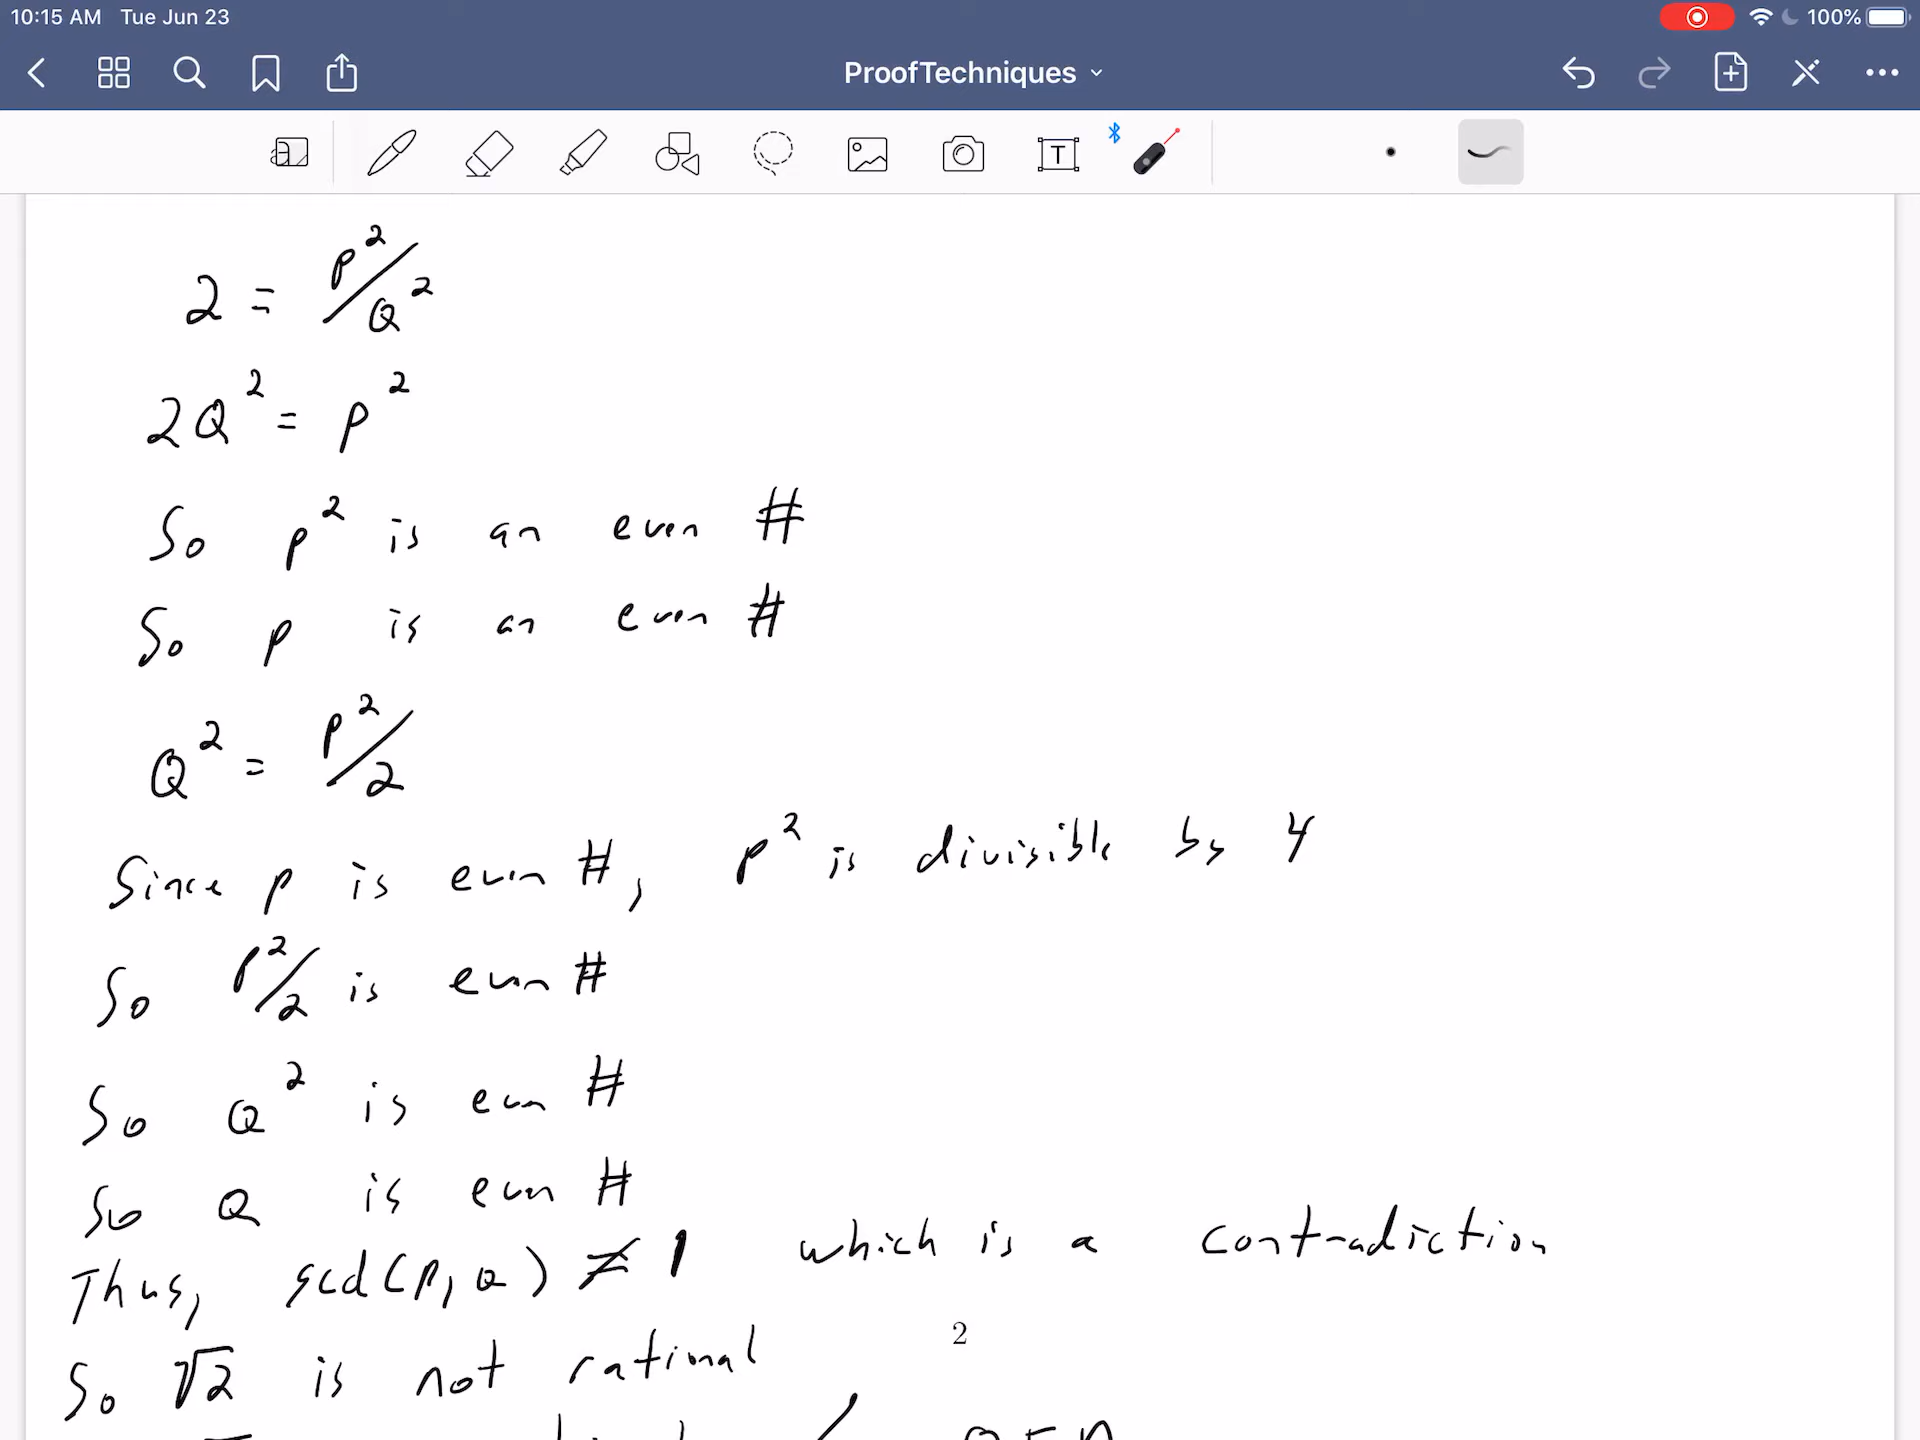 10:15 AM Tue Jun 23 100%
ProofTechniques
T
2 = P²/Q²
2Q² = P²
So P² is an even #
So P is an even #
Q² = P²/2
Since P is even #, P² is divisible by 4
So P²/2 is even #
So Q² is even #
So Q is even #
Thus, gcd(P, Q) ≠ 1 which is a contradiction
2
So √2 is not rational